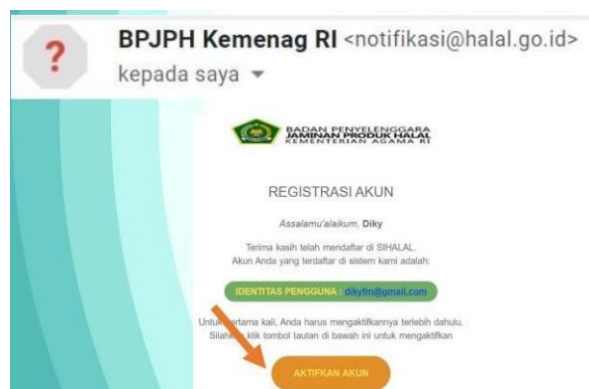 BPJPH Kemenag RI <notifikasi@halal.go.id>
kepada saya
BADAN PENYELENGGARA
JAMINAN PRODUK HALAL
KEMENTERIAN AGAMA RI
REGISTRASI AKUN
Assalamu'alaikum, Diky
Terima kasih telah mendaftar di SIHALAL.
Akun Anda yang terdaftar di sistem kami adalah:
IDENTITAS PENGGUNA : dikyfm@gmail.com
Untuk pertama kali, Anda harus mengaktifkannya terlebih dahulu.
Silahkan klik tombol tautan di bawah ini untuk mengaktifkan
AKTIFKAN AKUN